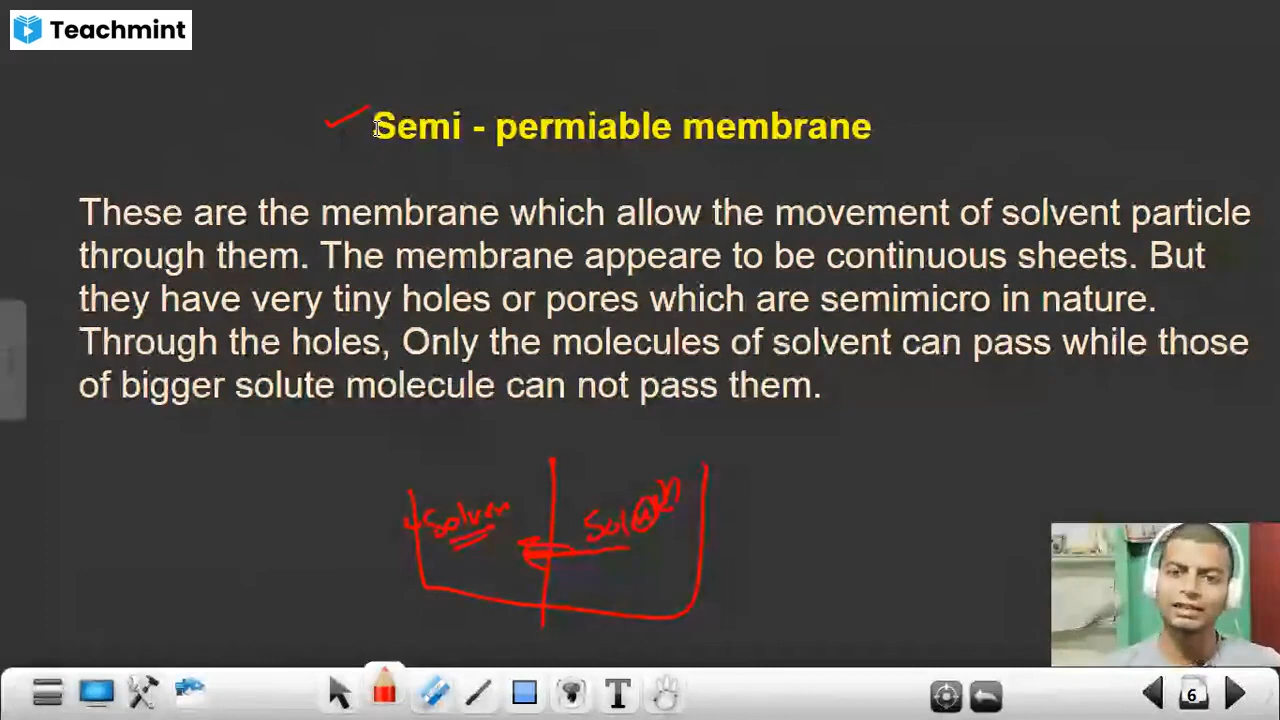 Teachmint
Semi - permiable membrane
These are the membrane which allow the movement of solvent particle
through them. The membrane appeare to be continuous sheets. But
they have very tiny holes or pores which are semimicro in nature.
Through the holes, Only the molecules of solvent can pass while those
of bigger solute molecule can not pass them.
Solven
6